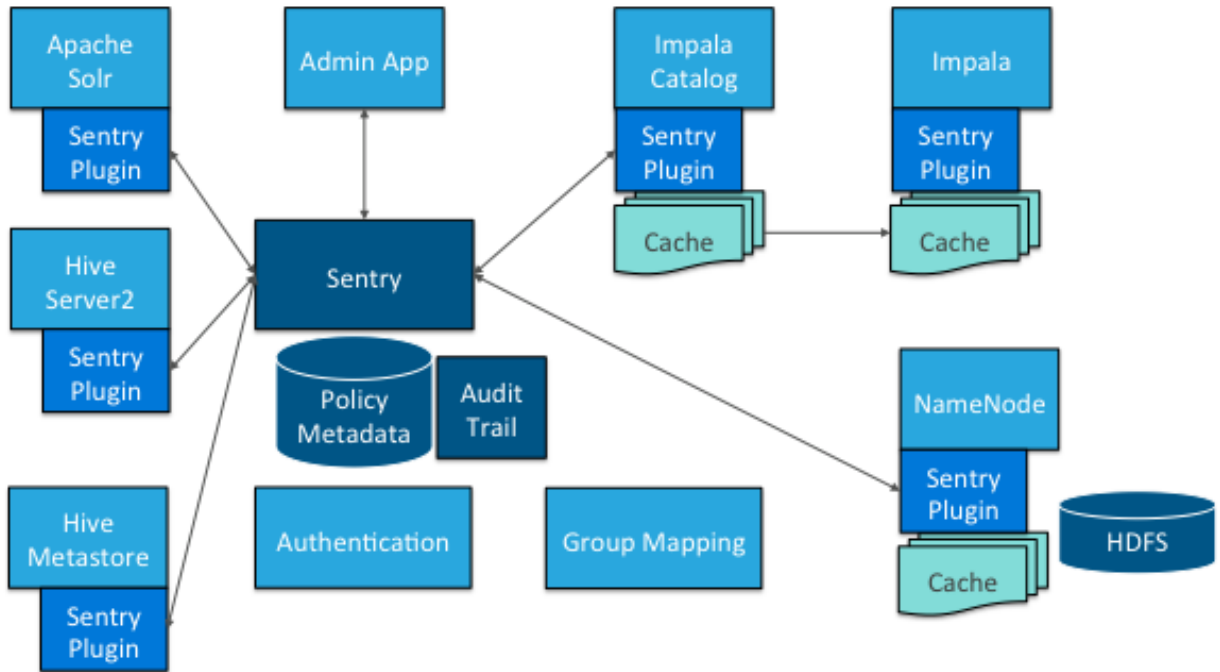 Apache
Solr
Sentry
Plugin
Admin App
Impala
Catalog
Sentry
Plugin
Cache
Impala
Sentry
Plugin
Cache
Hive
Server2
Sentry
Plugin
Sentry
Policy
Metadata
Audit
Trail
NameNode
Sentry
Plugin
Cache
HDFS
Hive
Metastore
Sentry
Plugin
Authentication
Group Mapping